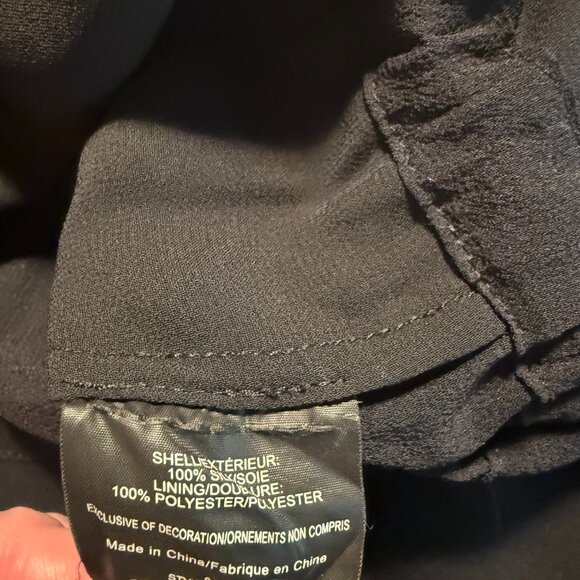 SHELL/EXTÉRIEUR:
100% SILK/SOIE
LINING/DOUBLURE:
100% POLYESTER/POLYESTER
EXCLUSIVE OF DECORATION/ORNEMENTS NON COMPRIS
Made in China/Fabrique en Chine